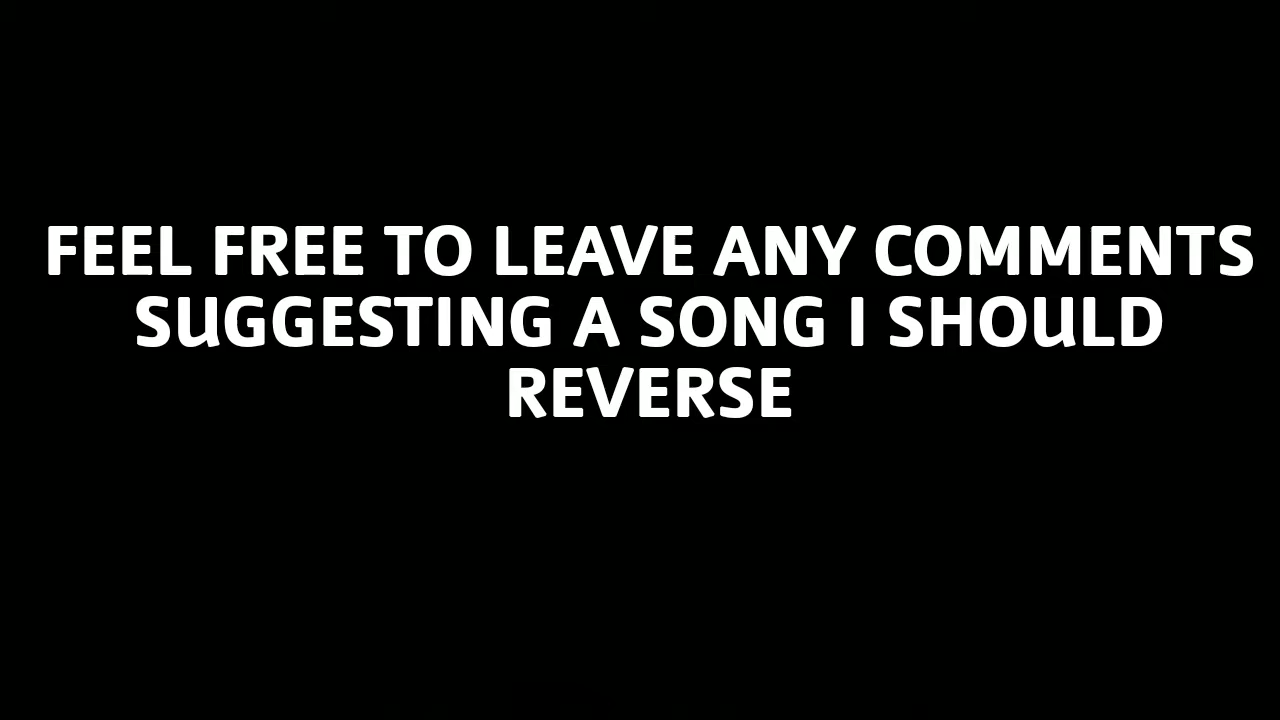 FEEL FREE TO LEAVE ANY COMMENTS
SUGGESTING A SONG I SHOULD
REVERSE